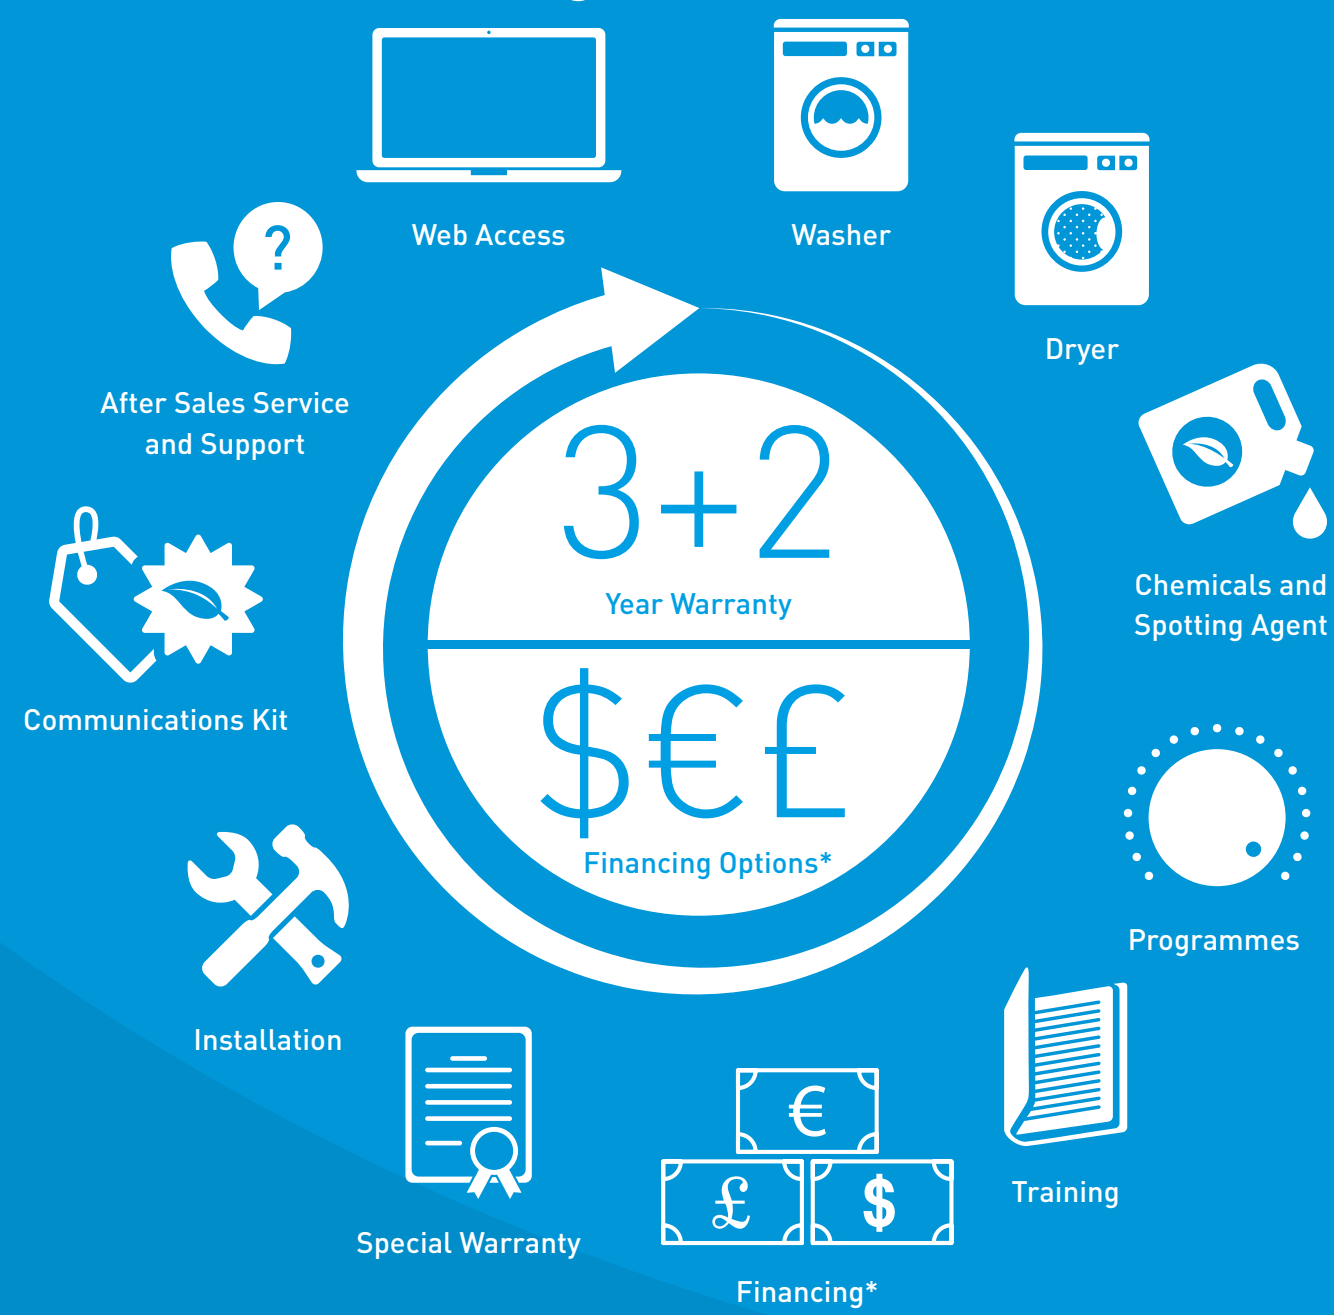 Web Access
Washer
Dryer
?
After Sales Service
and Support
3+2
Year Warranty
Chemicals and
Spotting Agent
$€£
Financing Options*
Communications Kit
Programmes
Installation
Training
Special Warranty
€
£
$
Financing*